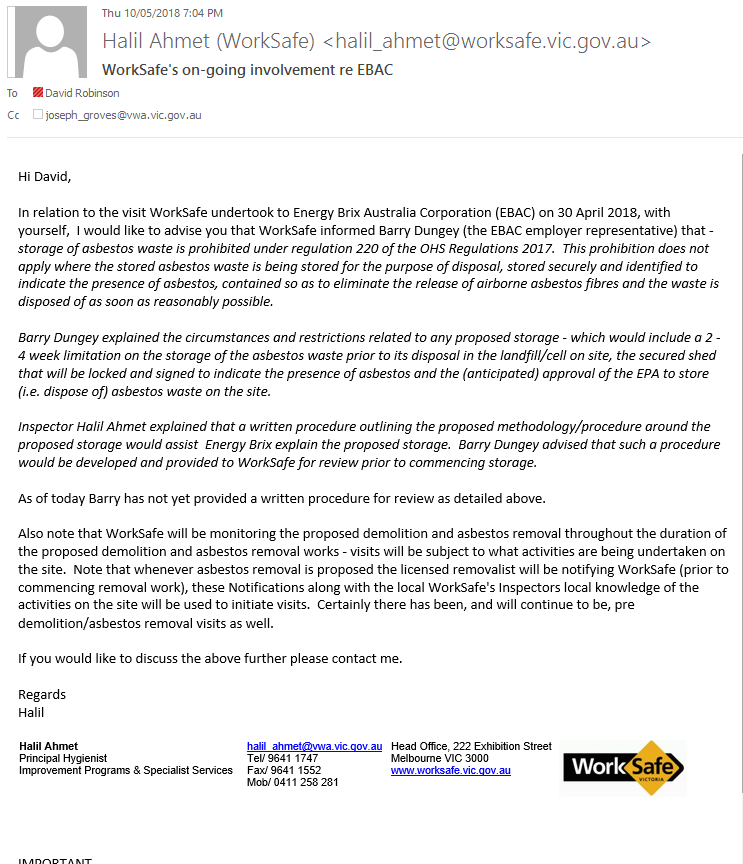 Thu 10/05/2018 7:04 PM
Halil Ahmet (WorkSafe) <halil_ahmet@worksafe.vic.gov.au>
WorkSafe's on-going involvement re EBAC
To David Robinson
Cc joseph_groves@vwa.vic.gov.au
Hi David,
In relation to the visit WorkSafe undertook to Energy Brix Australia Corporation (EBAC) on 30 April 2018, with
yourself,  I would like to advise you that WorkSafe informed Barry Dungey (the EBAC employer representative) that -
storage of asbestos waste is prohibited under regulation 220 of the OHS Regulations 2017.  This prohibition does not
apply where the stored asbestos waste is being stored for the purpose of disposal, stored securely and identified to
indicate the presence of asbestos, contained so as to eliminate the release of airborne asbestos fibres and the waste is
disposed of as soon as reasonably possible.
Barry Dungey explained the circumstances and restrictions related to any proposed storage - which would include a 2 -
4 week limitation on the storage of the asbestos waste prior to its disposal in the landfill/cell on site, the secured shed
that will be locked and signed to indicate the presence of asbestos and the (anticipated) approval of the EPA to store
(i.e. dispose of) asbestos waste on the site.
Inspector Halil Ahmet explained that a written procedure outlining the proposed methodology/procedure around the
proposed storage would assist  Energy Brix explain the proposed storage.  Barry Dungey advised that such a procedure
would be developed and provided to WorkSafe for review prior to commencing storage.
As of today Barry has not yet provided a written procedure for review as detailed above.
Also note that WorkSafe will be monitoring the proposed demolition and asbestos removal throughout the duration of
the proposed demolition and asbestos removal works - visits will be subject to what activities are being undertaken on
the site.  Note that whenever asbestos removal is proposed the licensed removalist will be notifying WorkSafe (prior to
commencing removal work), these Notifications along with the local WorkSafe's Inspectors local knowledge of the
activities on the site will be used to initiate visits.  Certainly there has been, and will continue to be, pre
demolition/asbestos removal visits as well.
If you would like to discuss the above further please contact me.
Regards
Halil
Halil Ahmet
Principal Hygienist
Improvement Programs & Specialist Services
halil_ahmet@vwa.vic.gov.au
Tel/ 9641 1747
Fax/ 9641 1552
Mob/ 0411 258 281
Head Office, 222 Exhibition Street
Melbourne VIC 3000
www.worksafe.vic.gov.au
WorkSafe
VICTORIA
IMPORTANT